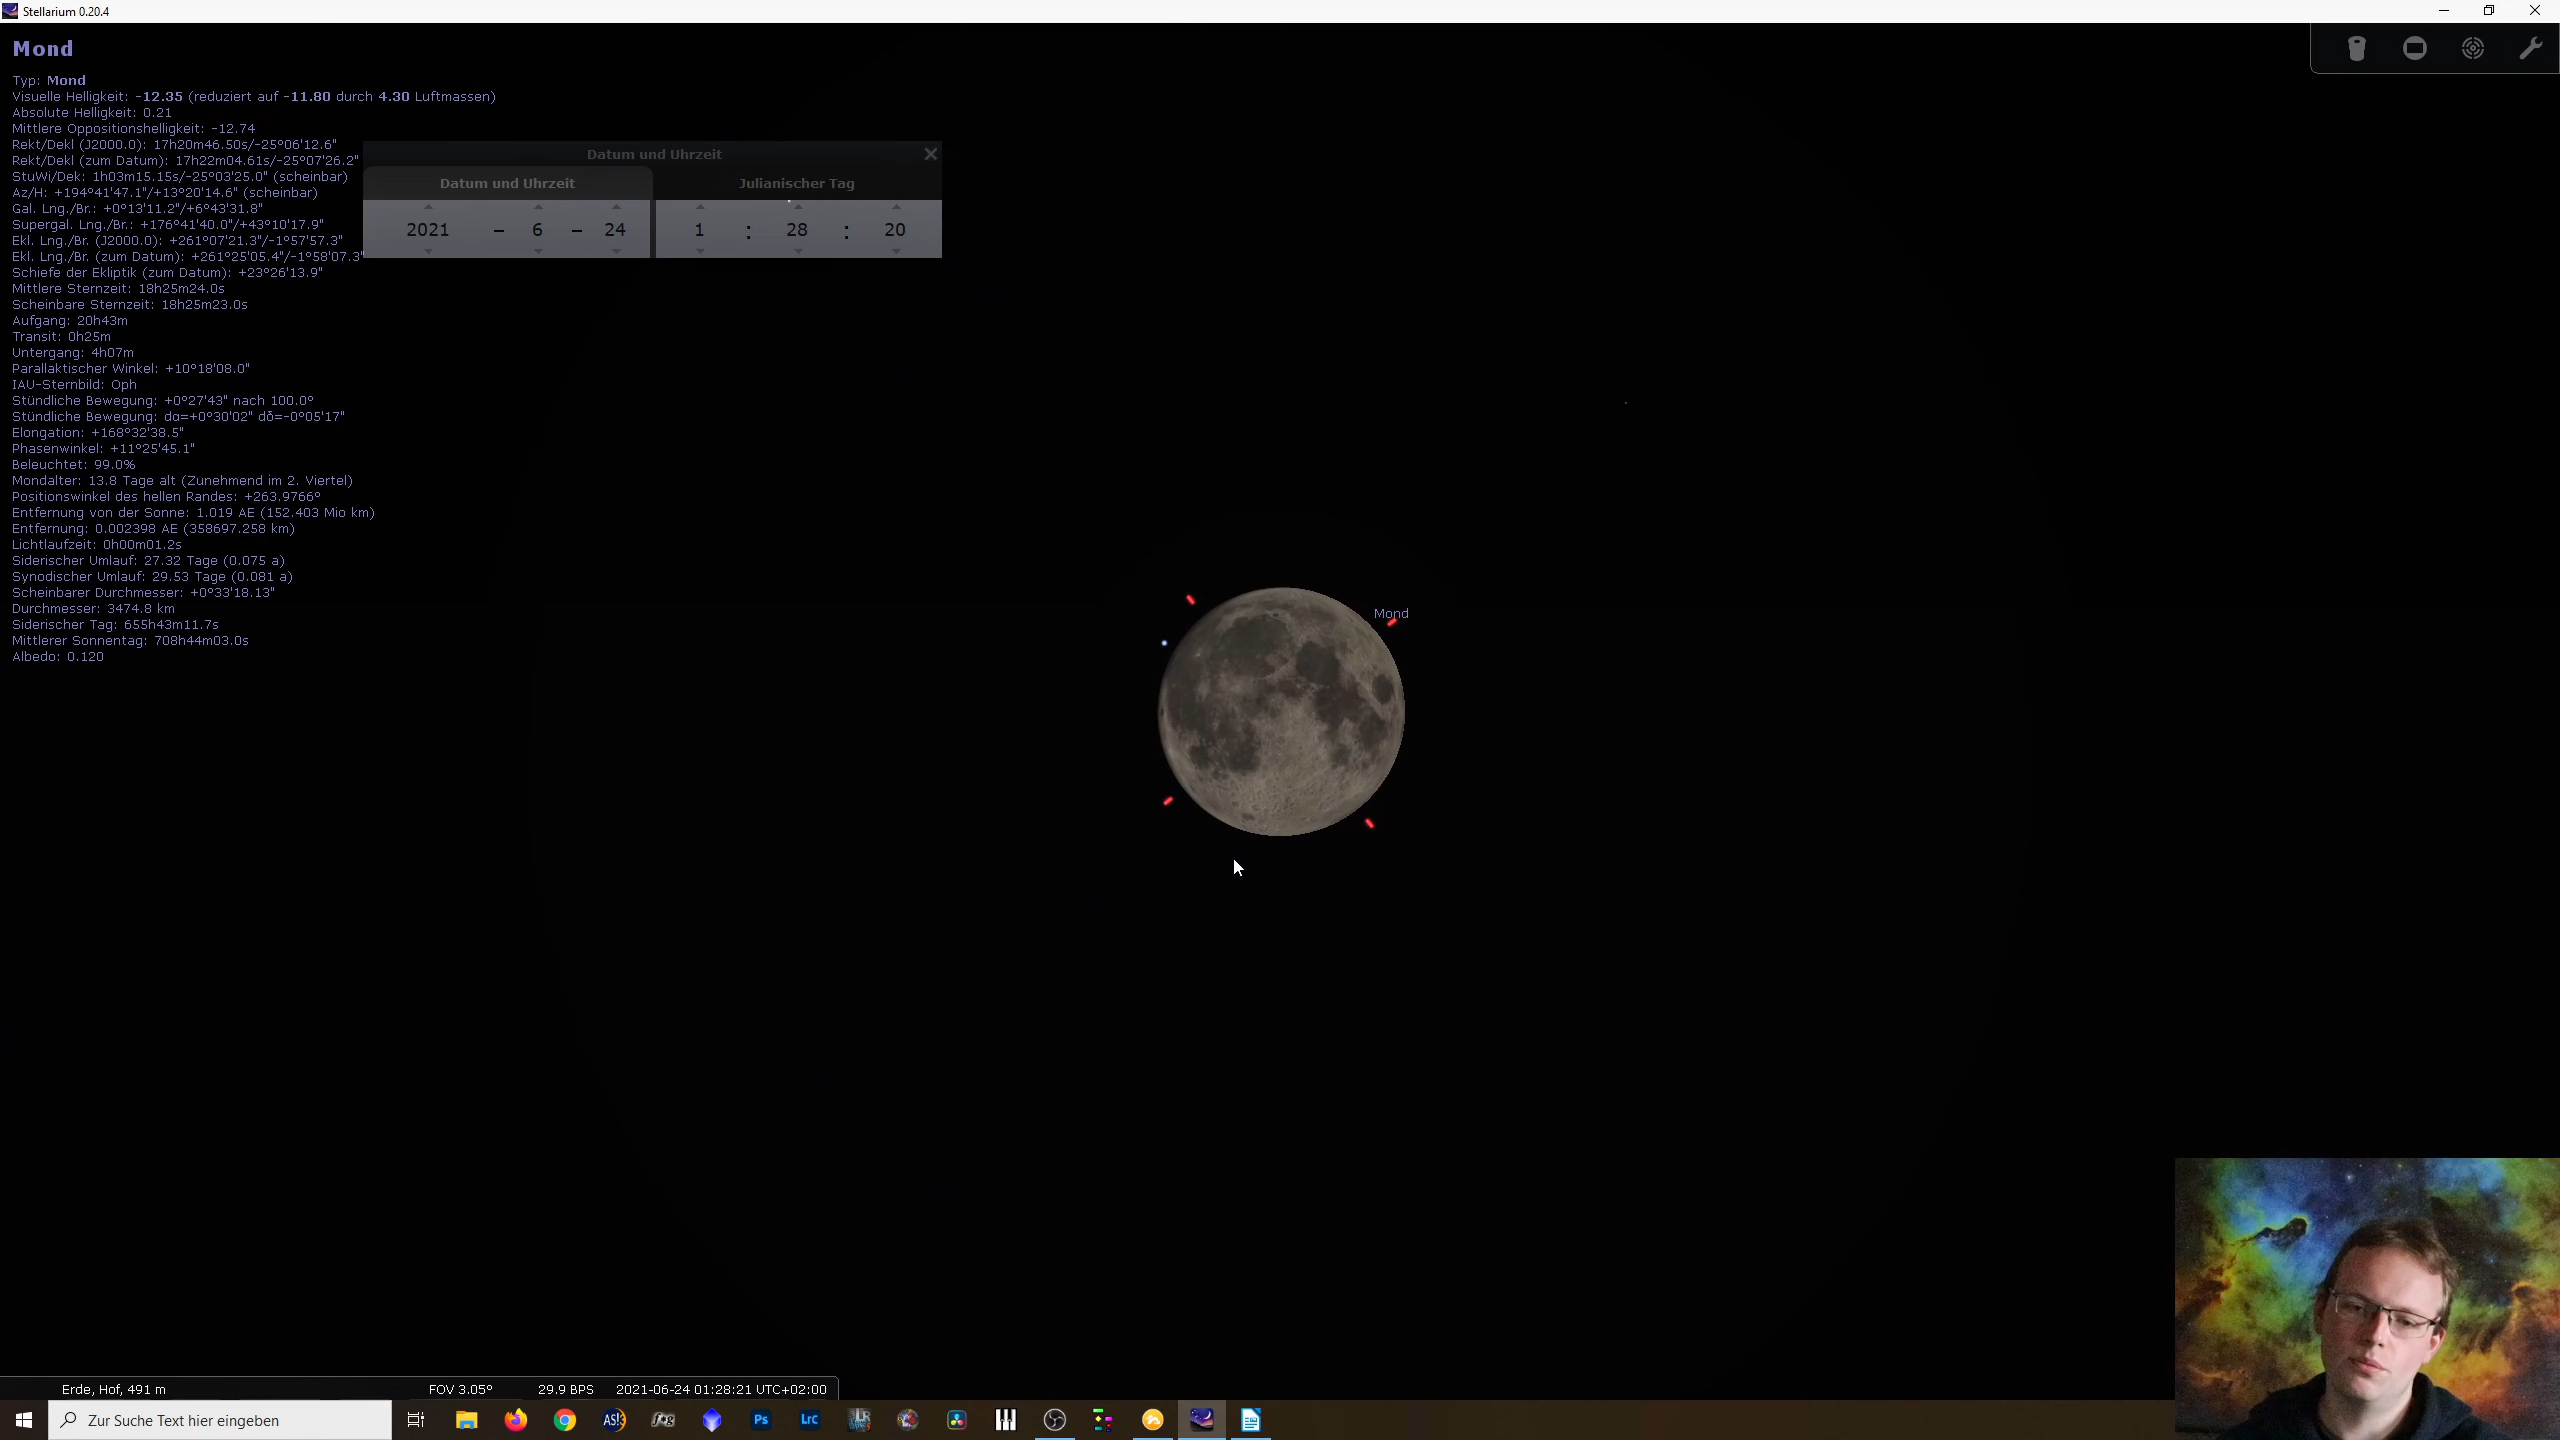 Stellarium 0.20.4
Mond
Typ: Mond
Visuelle Helligkeit: -12.35 (reduziert auf -11.80 durch 4.30 Luftmassen)
Absolute Helligkeit: 0.21
Mittlere Oppositionshelligkeit: -12.74
Rekt/Dekl (J2000.0): 17h20m46.50s/-25°06'12.6"
Rekt/Dekl (zum Datum): 17h22m04.61s/-25°07'26.2"
StuWi/Dek: 1h03m15.15s/-25°03'25.0" (scheinbar)
Az/H: +194°41'47.1"/+13°20'14.6" (scheinbar)
Gal. Lng./Br.: +0°13'11.2"/+6°43'31.8"
Supergal. Lng./Br.: +176°41'40.0"/+43°10'17.9"
Ekl. Lng./Br. (J2000.0): +261°07'21.3"/-1°57'57.3"
Ekl. Lng./Br. (zum Datum): +261°25'05.4"/-1°58'07.3"
Schiefe der Ekliptik (zum Datum): +23°26'13.9"
Mittlere Sternzeit: 18h25m24.0s
Scheinbare Sternzeit: 18h25m23.0s
Aufgang: 20h43m
Transit: 0h25m
Untergang: 4h07m
Parallaktischer Winkel: +10°18'08.0"
IAU-Sternbild: Oph
Stündliche Bewegung: +0°27'43" nach 100.0°
Stündliche Bewegung: dα=+0°30'02" dδ=-0°05'17"
Elongation: +168°32'38.5"
Phasenwinkel: +11°25'45.1"
Beleuchtet: 99.0%
Mondalter: 13.8 Tage alt (Zunehmend im 2. Viertel)
Positionswinkel des hellen Randes: +263.9766°
Entfernung von der Sonne: 1.019 AE (152.403 Mio km)
Entfernung: 0.002398 AE (358697.258 km)
Lichtlaufzeit: 0h00m01.2s
Siderischer Umlauf: 27.32 Tage (0.075 a)
Synodischer Umlauf: 29.53 Tage (0.081 a)
Scheinbarer Durchmesser: +0°33'18.13"
Durchmesser: 3474.8 km
Siderischer Tag: 655h43m11.7s
Mittlerer Sonnentag: 708h44m03.0s
Albedo: 0.120
Datum und Uhrzeit
Datum und Uhrzeit Julianischer Tag
2021 - 6 - 24 1 : 28 : 20
Mond
Erde, Hof, 491 m FOV 3.05° 29.9 BPS 2021-06-24 01:28:21 UTC+02:00
Zur Suche Text hier eingeben
AS! Ps Lrc